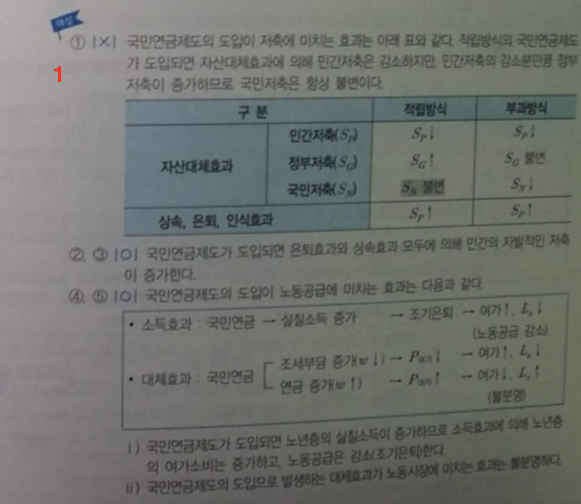 해설
① |×| 국민연금제도의 도입이 저축에 미치는 효과는 아래 표와 같다. 적립방식의 국민연금제도
가 도입되면 자산대체효과에 의해 민간저축은 감소하지만, 민간저축의 감소분만큼 정부
저축이 증가하므로 국민저축은 항상 불변이다.
1
구 분 적립방식 부과방식
자산대체효과 민간저축(S_P) S_P↓ S_P↓
정부저축(S_G) S_G↑ S_G 불변
국민저축(S_N) S_N 불변 S_N↓
상속, 은퇴, 인식효과 S_P↑ S_P↑
②, ③ |○| 국민연금제도가 도입되면 은퇴효과와 상속효과 모두에 의해 민간의 자발적인 저축
이 증가한다.
④, ⑤ |○| 국민연금제도의 도입이 노동공급에 미치는 효과는 다음과 같다.
• 소득효과 : 국민연금 → 실질소득 증가 → 조기은퇴 → 여가↑, L_s↓
(노동공급 감소)
• 대체효과 : 국민연금 조세부담 증가(w↓) → P여가↓ → 여가↑, L_s↓
연금 증가(w↑) → P여가↑ → 여가↓, L_s↑
(불분명)
ⅰ) 국민연금제도가 도입되면 노년층의 실질소득이 증가하므로 소득효과에 의해 노년층
의 여가소비는 증가하고, 노동공급은 감소(조기은퇴)한다.
ⅱ) 국민연금제도의 도입으로 발생하는 대체효과가 노동시장에 미치는 효과는 불분명하다.